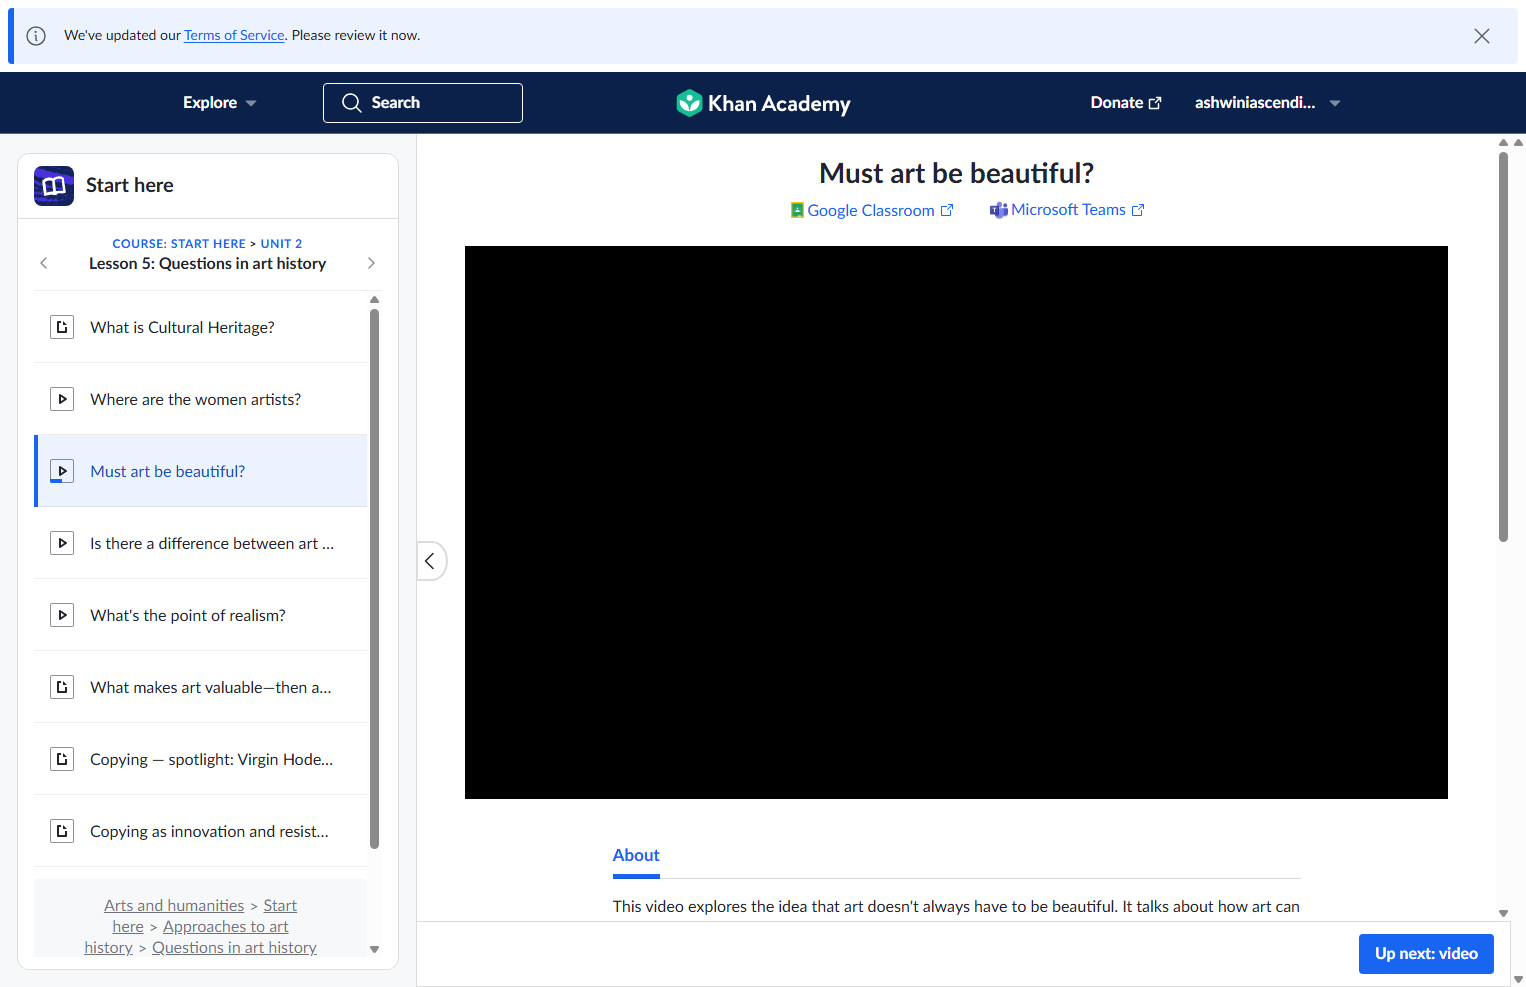 We've updated our Terms of Service. Please review it now.
Explore
Search
Khan Academy
Donate
ashwiniascendi...
Start here
COURSE: START HERE > UNIT 2
Lesson 5: Questions in art history
What is Cultural Heritage?
Where are the women artists?
Must art be beautiful?
Is there a difference between art ...
What's the point of realism?
What makes art valuable—then a...
Copying — spotlight: Virgin Hode...
Copying as innovation and resist...
Arts and humanities > Start
here > Approaches to art
history > Questions in art history
Must art be beautiful?
Google Classroom
Microsoft Teams
About
This video explores the idea that art doesn't always have to be beautiful. It talks about how art can
Up next: video